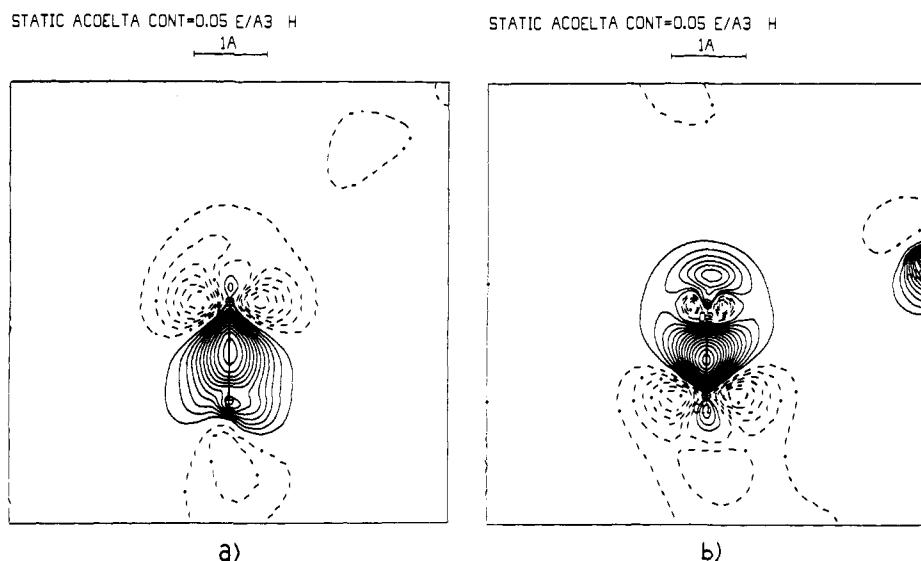 STATIC ACOELTA CONT=0.05 E/A3 H
1A
STATIC ACOELTA CONT=0.05 E/A3 H
1A
a)
b)